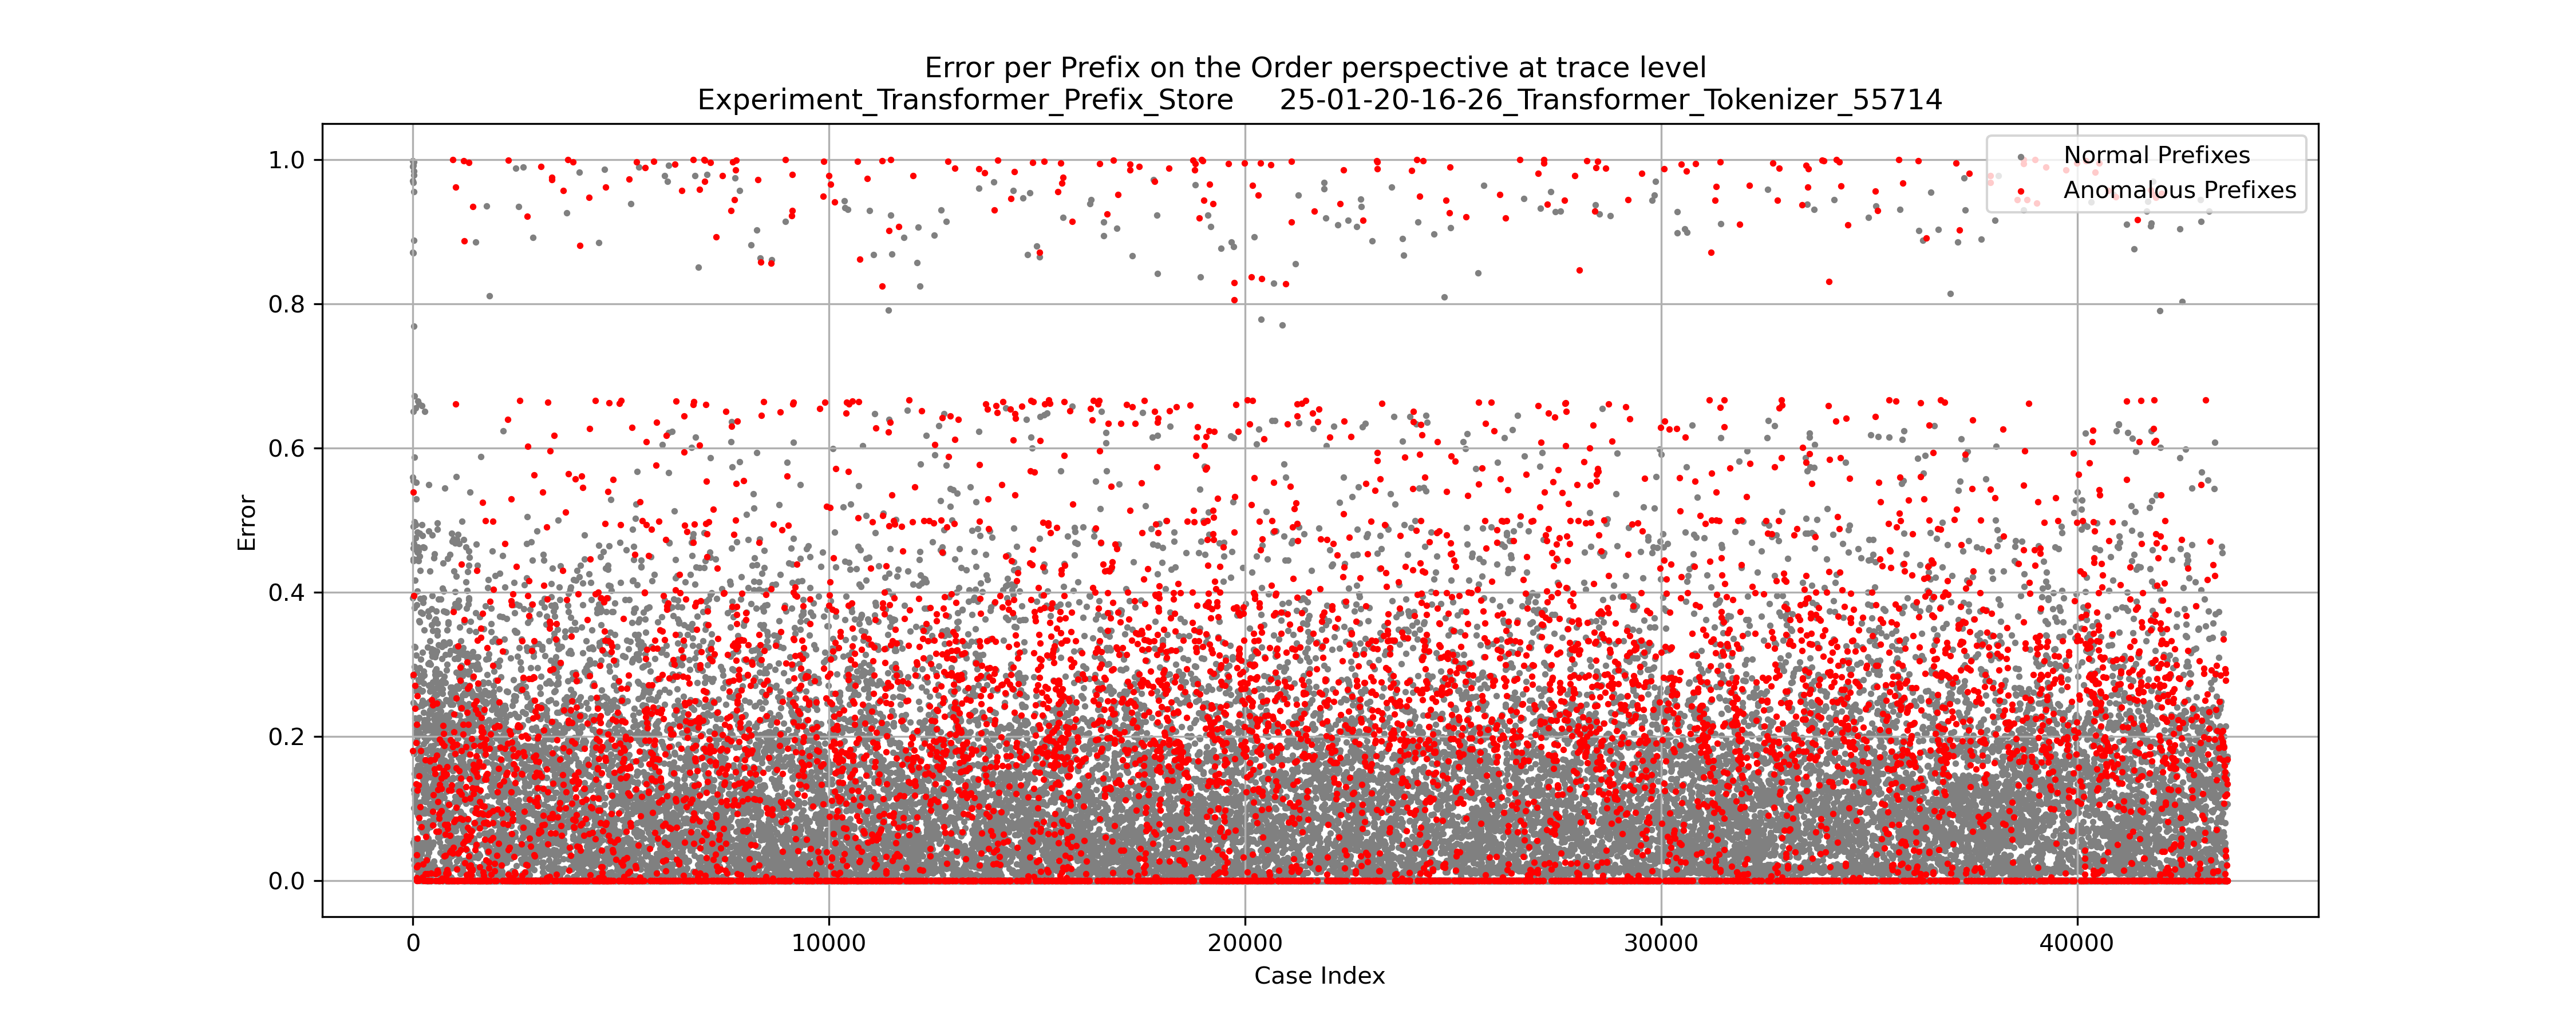 Error per Prefix on the Order perspective at trace level
Experiment_Transformer_Prefix_Store 25-01-20-16-26_Transformer_Tokenizer_55714
1.0
Normal Prefixes
Anomalous Prefixes
0.8
0.6
Error
0.4
0.2
0.0
0 10000 20000 30000 40000
Case Index